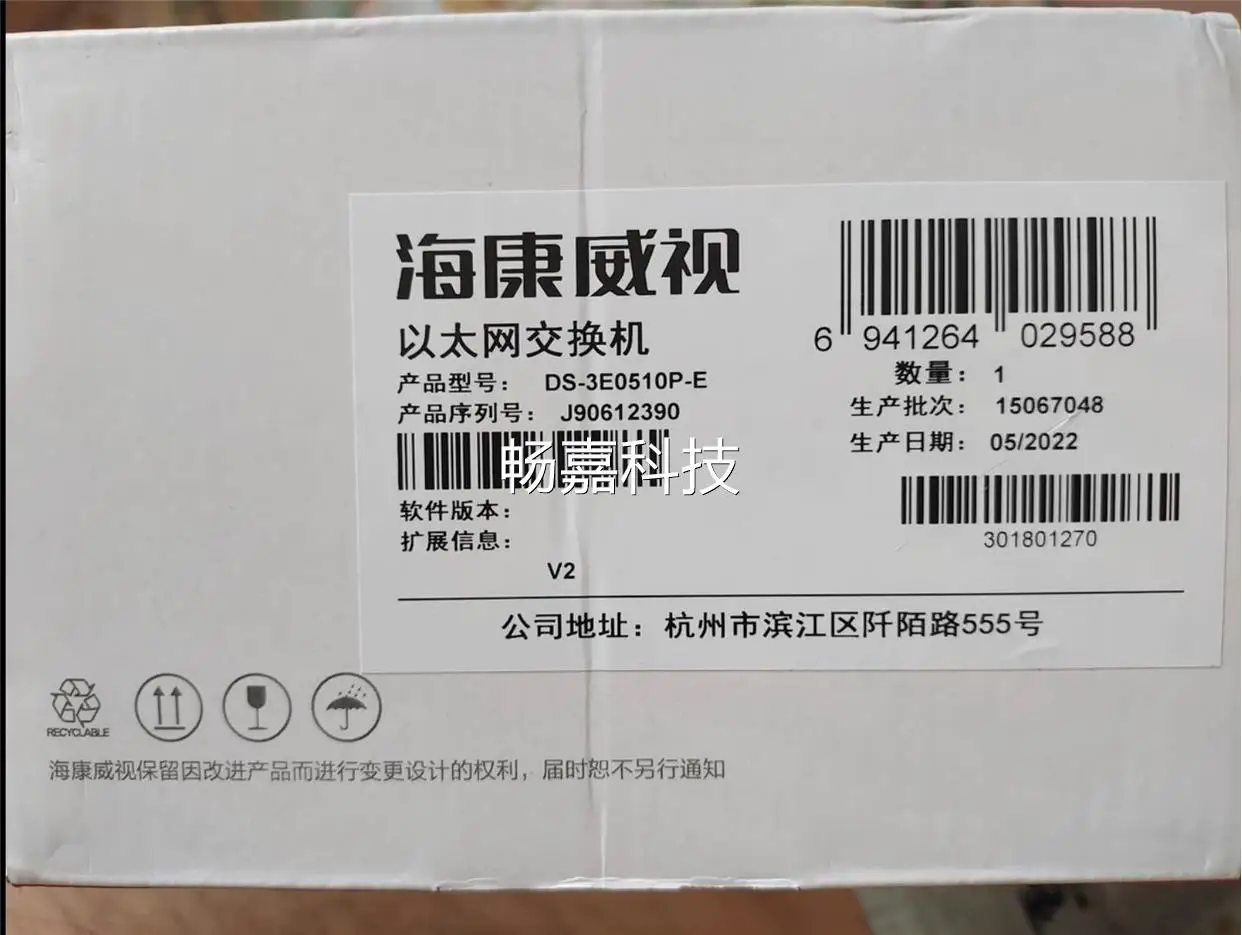 海康威视
以太网交换机
产品型号： DS-3E0510P-E
产品序列号： J90612390
畅嘉科技
软件版本：
扩展信息：
V2
6 941264 029588
数量： 1
生产批次： 15067048
生产日期： 05/2022
301801270
公司地址：杭州市滨江区阡陌路555号
RECYCLABLE
海康威视保留因改进产品而进行变更设计的权利，届时恕不另行通知